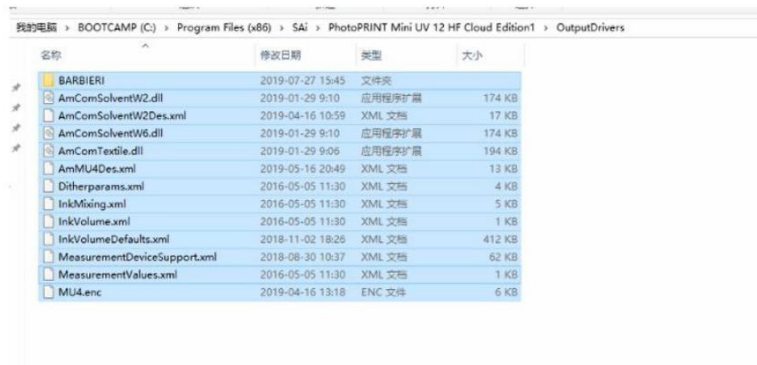 我的电脑 › BOOTCAMP (C:) › Program Files (x86) › SAi › PhotoPRINT Mini UV 12 HF Cloud Edition1 › OutputDrivers
名称 修改日期 类型 大小
BARBIERI 2019-07-27 15:45 文件夹
AmComSolventW2.dll 2019-01-29 9:10 应用程序扩展 174 KB
AmComSolventW2Des.xml 2019-04-16 10:59 XML 文档 17 KB
AmComSolventW6.dll 2019-01-29 9:10 应用程序扩展 174 KB
AmComTextile.dll 2019-01-29 9:06 应用程序扩展 194 KB
AmMU4Des.xml 2019-05-16 20:49 XML 文档 13 KB
Ditherparams.xml 2016-05-05 11:30 XML 文档 4 KB
InkMixing.xml 2016-05-05 11:30 XML 文档 5 KB
InkVolume.xml 2016-05-05 11:30 XML 文档 1 KB
InkVolumeDefaults.xml 2018-11-02 18:26 XML 文档 412 KB
MeasurementDeviceSupport.xml 2018-08-30 10:37 XML 文档 62 KB
MeasurementValues.xml 2016-05-05 11:30 XML 文档 1 KB
MU4.enc 2019-04-16 13:18 ENC 文件 6 KB